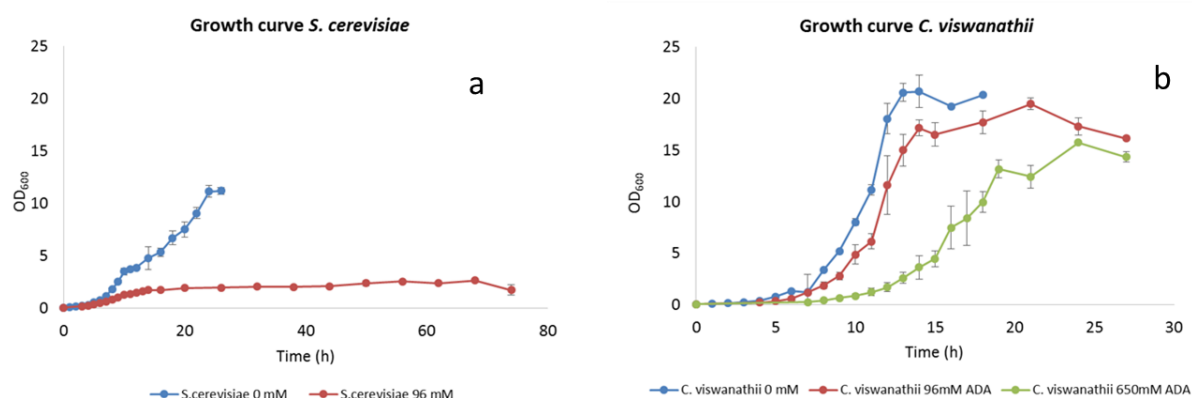 Growth curve S. cerevisiae
a
25
20
15
10
5
0
OD600
0 20 40 60 80
Time (h)
S.cerevisiae 0 mM S.cerevisiae 96 mM
Growth curve C. viswanathii
b
25
20
15
10
5
0
OD600
0 5 10 15 20 25 30
Time (h)
C. viswanathii 0 mM C. viswanathii 96mM ADA C. viswanathii 650mM ADA